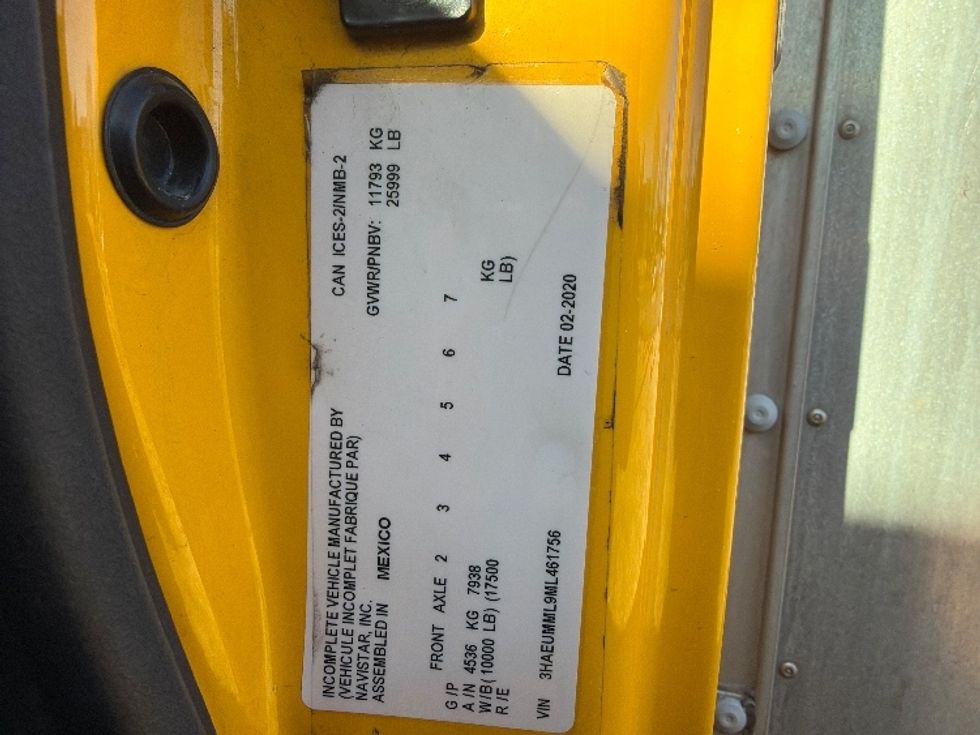 INCOMPLETE VEHICLE MANUFACTURED BY
(VEHICULE INCOMPLET FABRIQUE PAR)
NAVISTAR, INC.
ASSEMBLED IN MEXICO
CAN ICES-2/NMB-2
GVWR/PNBV: 11793 KG
25999 LB
FRONT AXLE 2 3 4 5 6 7
G/P
A/N 4536 KG 7938 KG
W/B (10000 LB) (17500 LB)
R/E
VIN 3HAEUMML9ML461756 DATE 02-2020